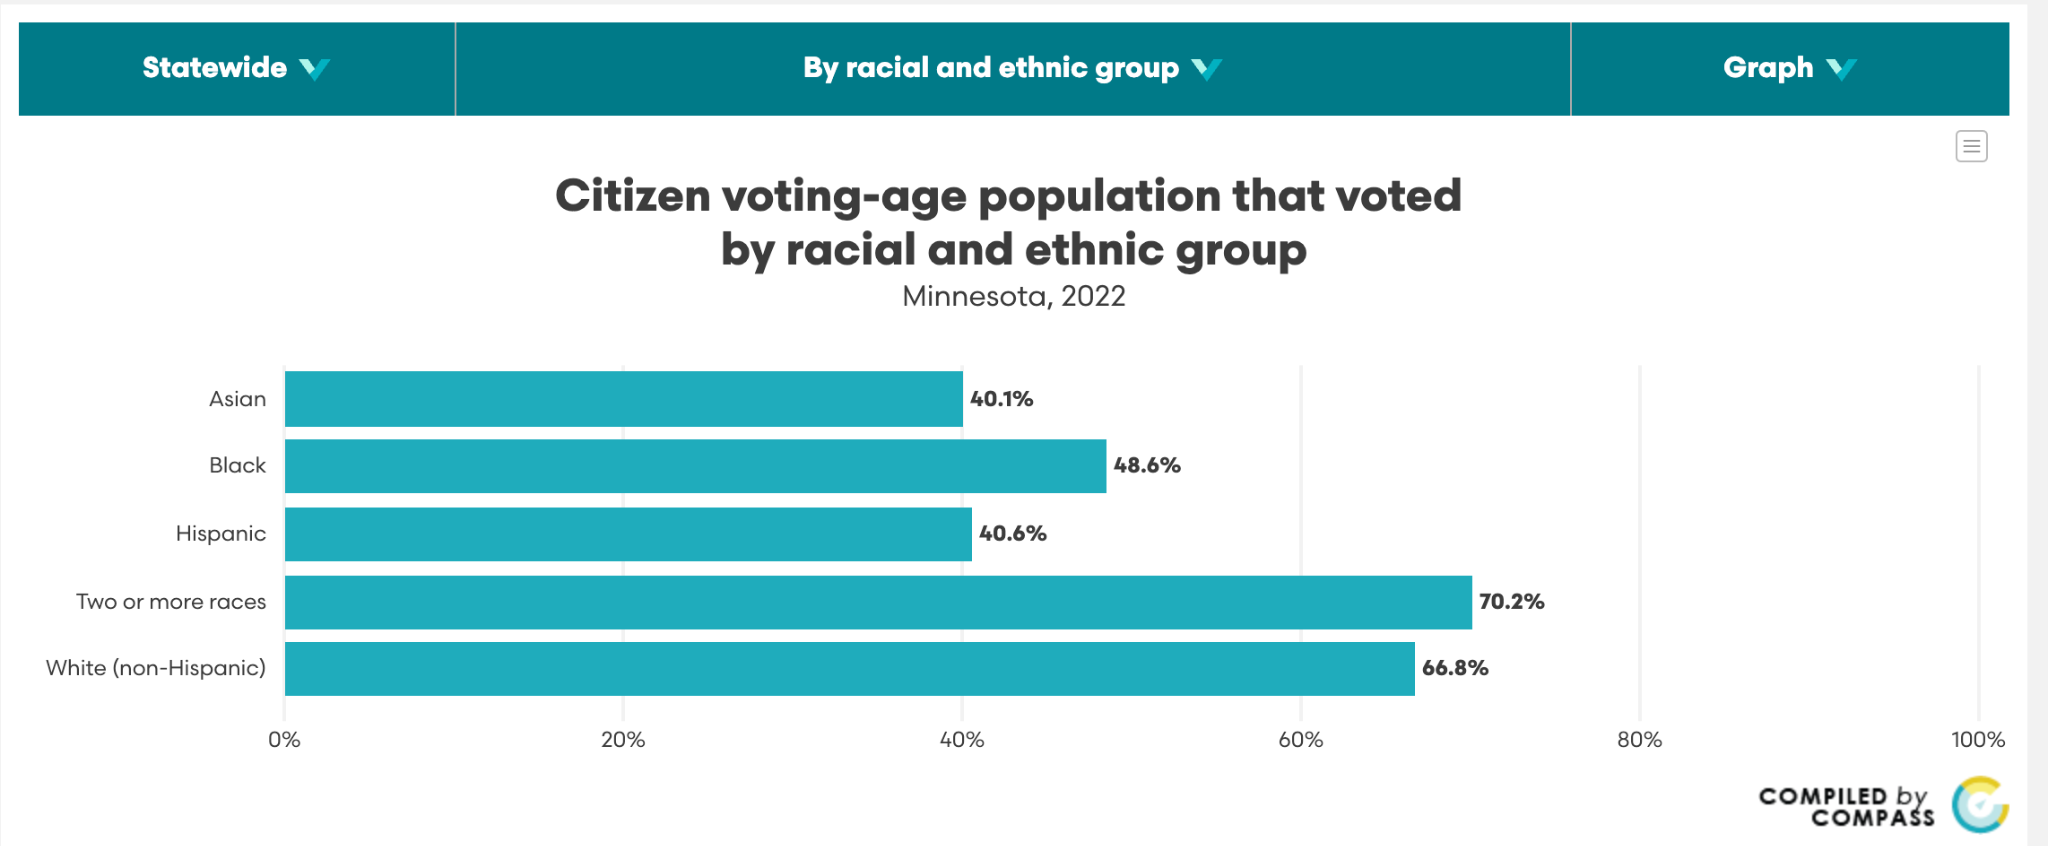 Statewide
By racial and ethnic group
Graph
Citizen voting-age population that voted
by racial and ethnic group
Minnesota, 2022
Asian
40.1%
Black
48.6%
Hispanic
40.6%
Two or more races
70.2%
White (non-Hispanic)
66.8%
0%
20%
40%
60%
80%
100%
COMPILED by
COMPASS